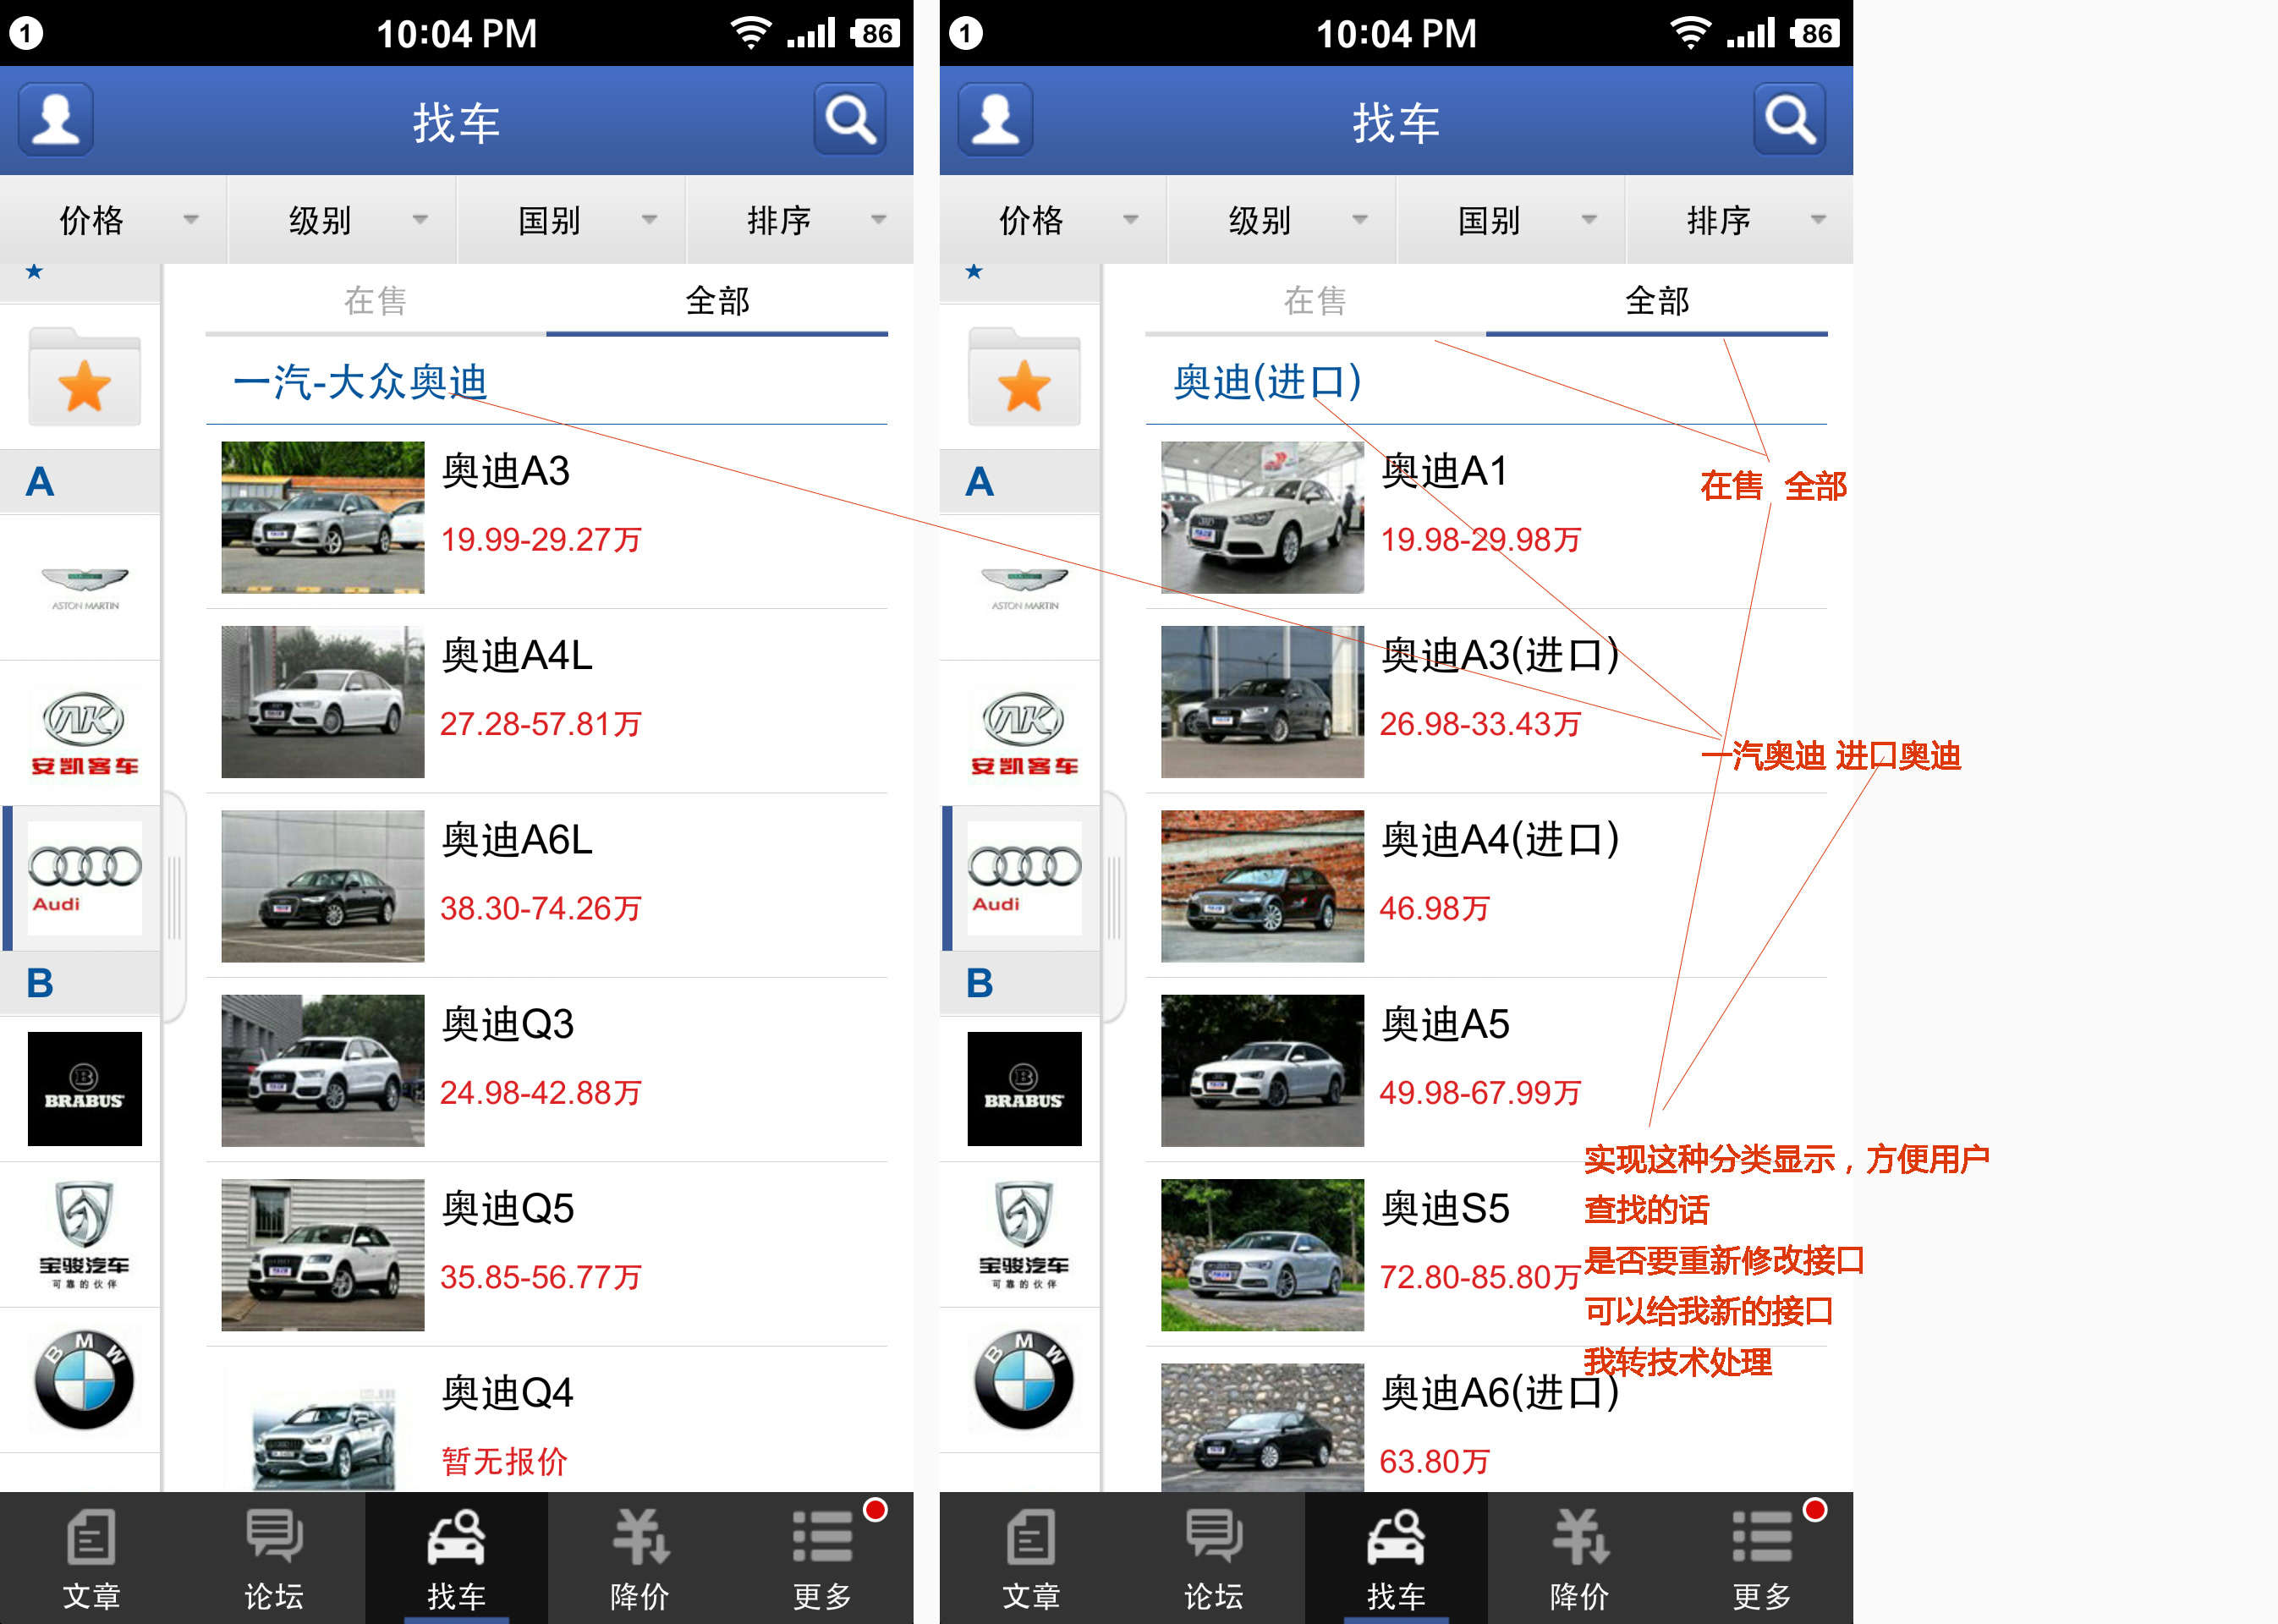 1
10:04 PM
86
找车
价格
级别
国别
排序
★
在售
全部
一汽-大众奥迪
A
ASTON MARTIN
安凯客车
Audi
B
BRABUS
宝骏汽车
可靠的伙伴
BMW
奥迪A3
19.99-29.27万
奥迪A4L
27.28-57.81万
奥迪A6L
38.30-74.26万
奥迪Q3
24.98-42.88万
奥迪Q5
35.85-56.77万
奥迪Q4
暂无报价
文章
论坛
找车
降价
更多
1
10:04 PM
86
找车
价格
级别
国别
排序
★
在售
全部
奥迪(进口)
A
ASTON MARTIN
安凯客车
Audi
B
BRABUS
宝骏汽车
可靠的伙伴
BMW
奥迪A1
19.98-29.98万
奥迪A3(进口)
26.98-33.43万
奥迪A4(进口)
46.98万
奥迪A5
49.98-67.99万
奥迪S5
72.80-85.80万
奥迪A6(进口)
63.80万
文章
论坛
找车
降价
更多
在售 全部
一汽奥迪 进口奥迪
实现这种分类显示，方便用户
查找的话
是否要重新修改接口
可以给我新的接口
我转技术处理